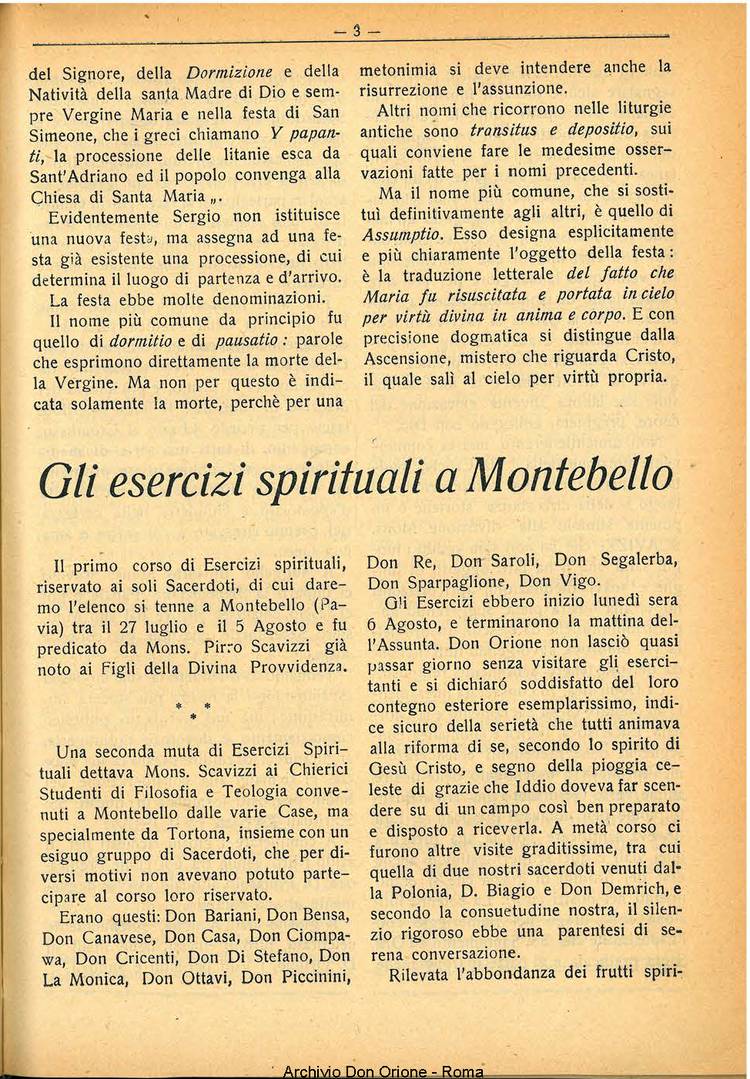 — 3 —
del Signore, della Dormizione e della
Natività della santa Madre di Dio e sem-
pre Vergine Maria e nella festa di San
Simeone, che i greci chiamano Y papan-
ti, la processione delle litanie esca da
Sant'Adriano ed il popolo convenga alla
Chiesa di Santa Maria „.
Evidentemente Sergio non istituisce
una nuova festa, ma assegna ad una fe-
sta già esistente una processione, di cui
determina il luogo di partenza e d'arrivo.
La festa ebbe molte denominazioni.
Il nome più comune da principio fu
quello di dormitio e di pausatio : parole
che esprimono direttamente la morte del-
la Vergine. Ma non per questo è indi-
cata solamente la morte, perchè per una
metonimia si deve intendere anche la
risurrezione e l'assunzione.
Altri nomi che ricorrono nelle liturgie
antiche sono transitus e depositio, sui
quali conviene fare le medesime osser-
vazioni fatte per i nomi precedenti.
Ma il nome più comune, che si sosti-
tuì definitivamente agli altri, è quello di
Assumptio. Esso designa esplicitamente
e più chiaramente l'oggetto della festa :
è la traduzione letterale del fatto che
Maria fu risuscitata e portata in cielo
per virtù divina in anima e corpo. E con
precisione dogmatica si distingue dalla
Ascensione, mistero che riguarda Cristo,
il quale salì al cielo per virtù propria.
Gli esercizi spirituali a Montebello
Il primo corso di Esercizi spirituali,
riservato ai soli Sacerdoti, di cui dare-
mo l'elenco si tenne a Montebello (Pa-
via) tra il 27 luglio e il 5 Agosto e fu
predicato da Mons. Pirro Scavizzi già
noto ai Figli della Divina Provvidenza.
* *
*
Una seconda muta di Esercizi Spiri-
tuali dettava Mons. Scavizzi ai Chierici
Studenti di Filosofia e Teologia conve-
nuti a Montebello dalle varie Case, ma
specialmente da Tortona, insieme con un
esiguo gruppo di Sacerdoti, che per di-
versi motivi non avevano potuto parte-
cipare al corso loro riservato.
Erano questi: Don Bariani, Don Bensa,
Don Canavese, Don Casa, Don Ciompa-
wa, Don Cricenti, Don Di Stefano, Don
La Monica, Don Ottavi, Don Piccinini,
Don Re, Don Saroli, Don Segalerba,
Don Sparpaglione, Don Vigo.
Gli Esercizi ebbero inizio lunedì sera
6 Agosto, e terminarono la mattina del-
l'Assunta. Don Orione non lasciò quasi
passar giorno senza visitare gli eserci-
tanti e si dichiaró soddisfatto del loro
contegno esteriore esemplarissimo, indi-
ce sicuro della serietà che tutti animava
alla riforma di se, secondo lo spirito di
Gesù Cristo, e segno della pioggia ce-
leste di grazie che Iddio doveva far scen-
dere su di un campo così ben preparato
e disposto a riceverla. A metà corso ci
furono altre visite graditissime, tra cui
quella di due nostri sacerdoti venuti dal-
la Polonia, D. Biagio e Don Demrich, e
secondo la consuetudine nostra, il silen-
zio rigoroso ebbe una parentesi di se-
rena conversazione.
Rilevata l'abbondanza dei frutti spiri-
Archivio Don Orione - Roma